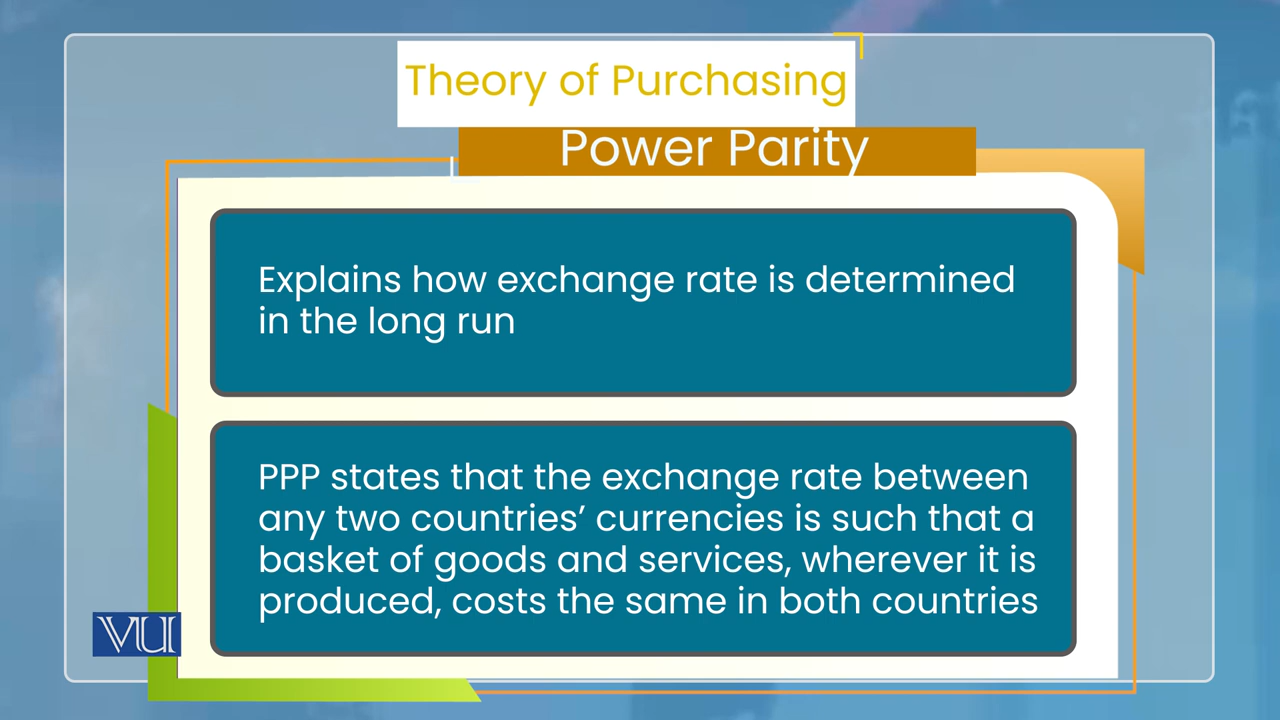 Theory of Purchasing
Power Parity
Explains how exchange rate is determined
in the long run
PPP states that the exchange rate between
any two countries’ currencies is such that a
basket of goods and services, wherever it is
produced, costs the same in both countries
VU